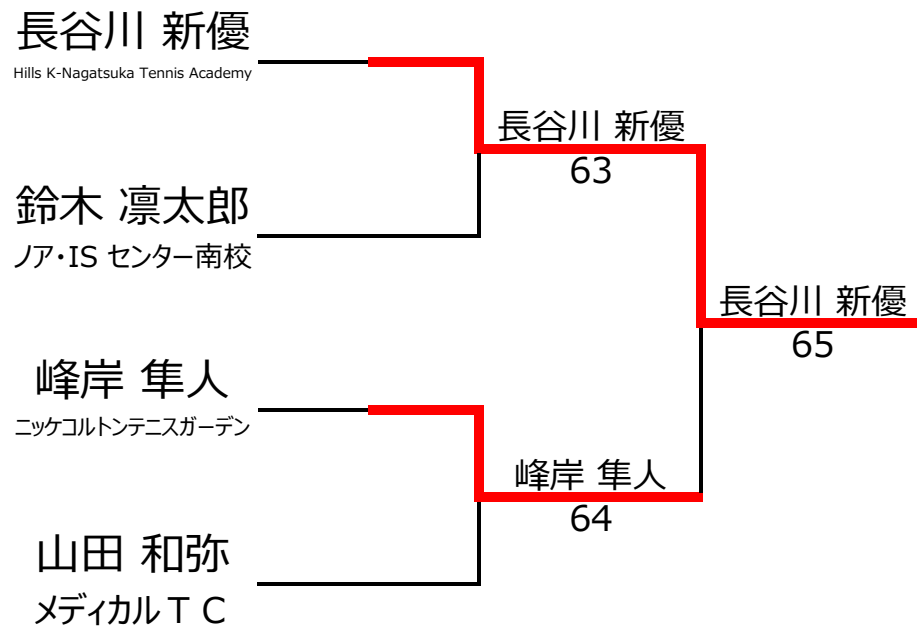 長谷川 新優
Hills K-Nagatsuka Tennis Academy
長谷川 新優
63
鈴木 凛太郎
ノア・IS センター南校
長谷川 新優
65
峰岸 隼人
ニッケコルトンテニスガーデン
峰岸 隼人
64
山田 和弥
メディカルＴＣ